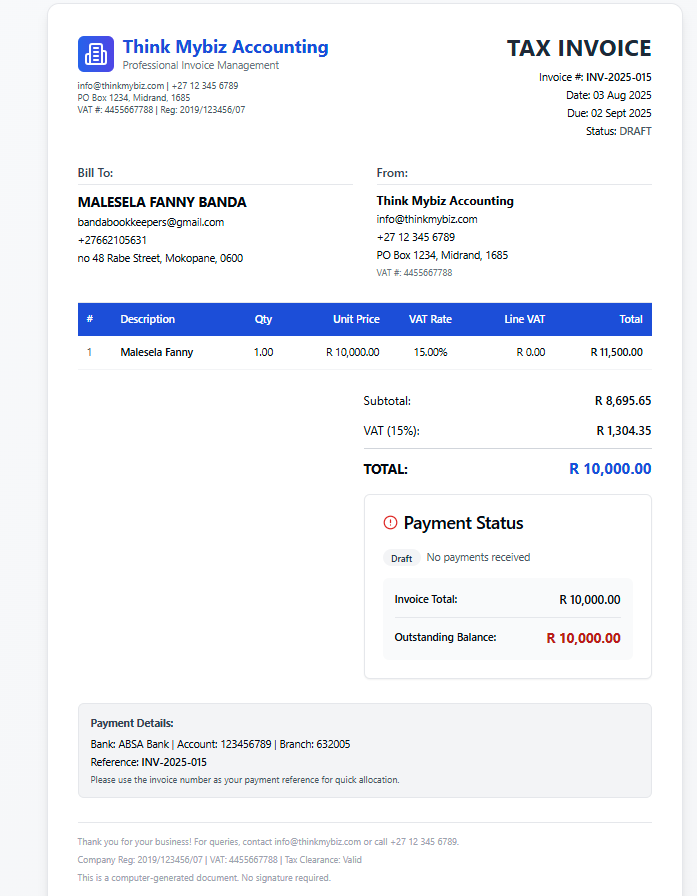 Think Mybiz Accounting
Professional Invoice Management
info@thinkmybiz.com | +27 12 345 6789
PO Box 1234, Midrand, 1685
VAT #: 4455667788 | Reg: 2019/123456/07
TAX INVOICE
Invoice #: INV-2025-015
Date: 03 Aug 2025
Due: 02 Sept 2025
Status: DRAFT
Bill To:
MALESELA FANNY BANDA
bandabookkeepers@gmail.com
+27662105631
no 48 Rabe Street, Mokopane, 0600
From:
Think Mybiz Accounting
info@thinkmybiz.com
+27 12 345 6789
PO Box 1234, Midrand, 1685
VAT #: 4455667788
# Description Qty Unit Price VAT Rate Line VAT Total
1 Malesela Fanny 1.00 R 10,000.00 15.00% R 0.00 R 11,500.00
Subtotal: R 8,695.65
VAT (15%): R 1,304.35
TOTAL: R 10,000.00
Payment Status
Draft No payments received
Invoice Total: R 10,000.00
Outstanding Balance: R 10,000.00
Payment Details:
Bank: ABSA Bank | Account: 123456789 | Branch: 632005
Reference: INV-2025-015
Please use the invoice number as your payment reference for quick allocation.
Thank you for your business! For queries, contact info@thinkmybiz.com or call +27 12 345 6789.
Company Reg: 2019/123456/07 | VAT: 4455667788 | Tax Clearance: Valid
This is a computer-generated document. No signature required.